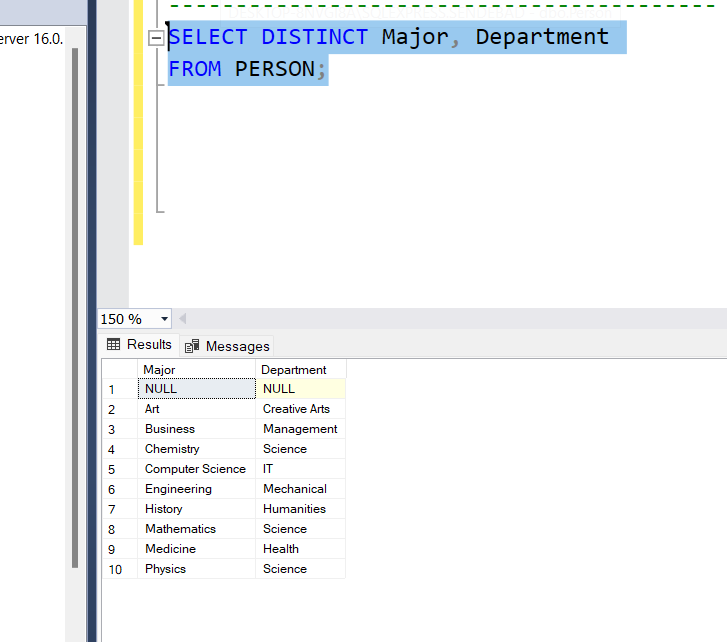 erver 16.0.
SELECT DISTINCT Major, Department
FROM PERSON;
150 %
Results Messages
Major Department
1 NULL NULL
2 Art Creative Arts
3 Business Management
4 Chemistry Science
5 Computer Science IT
6 Engineering Mechanical
7 History Humanities
8 Mathematics Science
9 Medicine Health
10 Physics Science